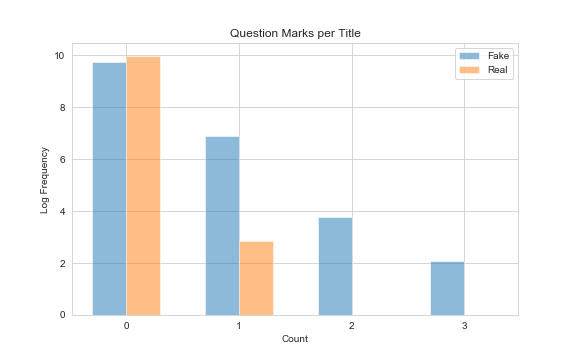 Question Marks per Title
Fake
Real
10
8
6
4
2
0
Log Frequency
0 1 2 3
Count